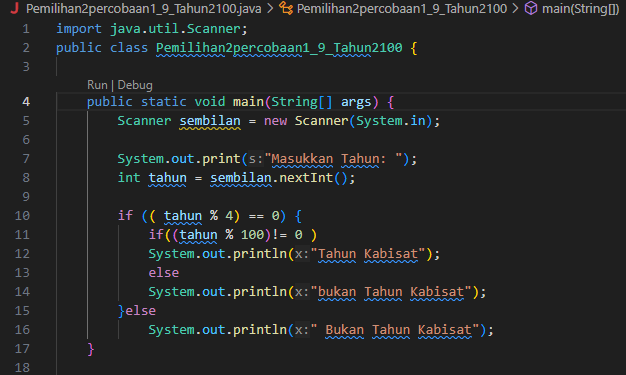 J Pemilihan2percobaan1_9_Tahun2100.java > Pemilihan2percobaan1_9_Tahun2100 > main(String[])
1 import java.util.Scanner;
2 public class Pemilihan2percobaan1_9_Tahun2100 {
3
Run | Debug
4 public static void main(String[] args) {
5 Scanner sembilan = new Scanner(System.in);
6
7 System.out.print(s:"Masukkan Tahun: ");
8 int tahun = sembilan.nextInt();
9
10 if (( tahun % 4) == 0) {
11 if((tahun % 100)!= 0 )
12 System.out.println(x:"Tahun Kabisat");
13 else
14 System.out.println(x:"bukan Tahun Kabisat");
15 }else
16 System.out.println(x:" Bukan Tahun Kabisat");
17 }
18